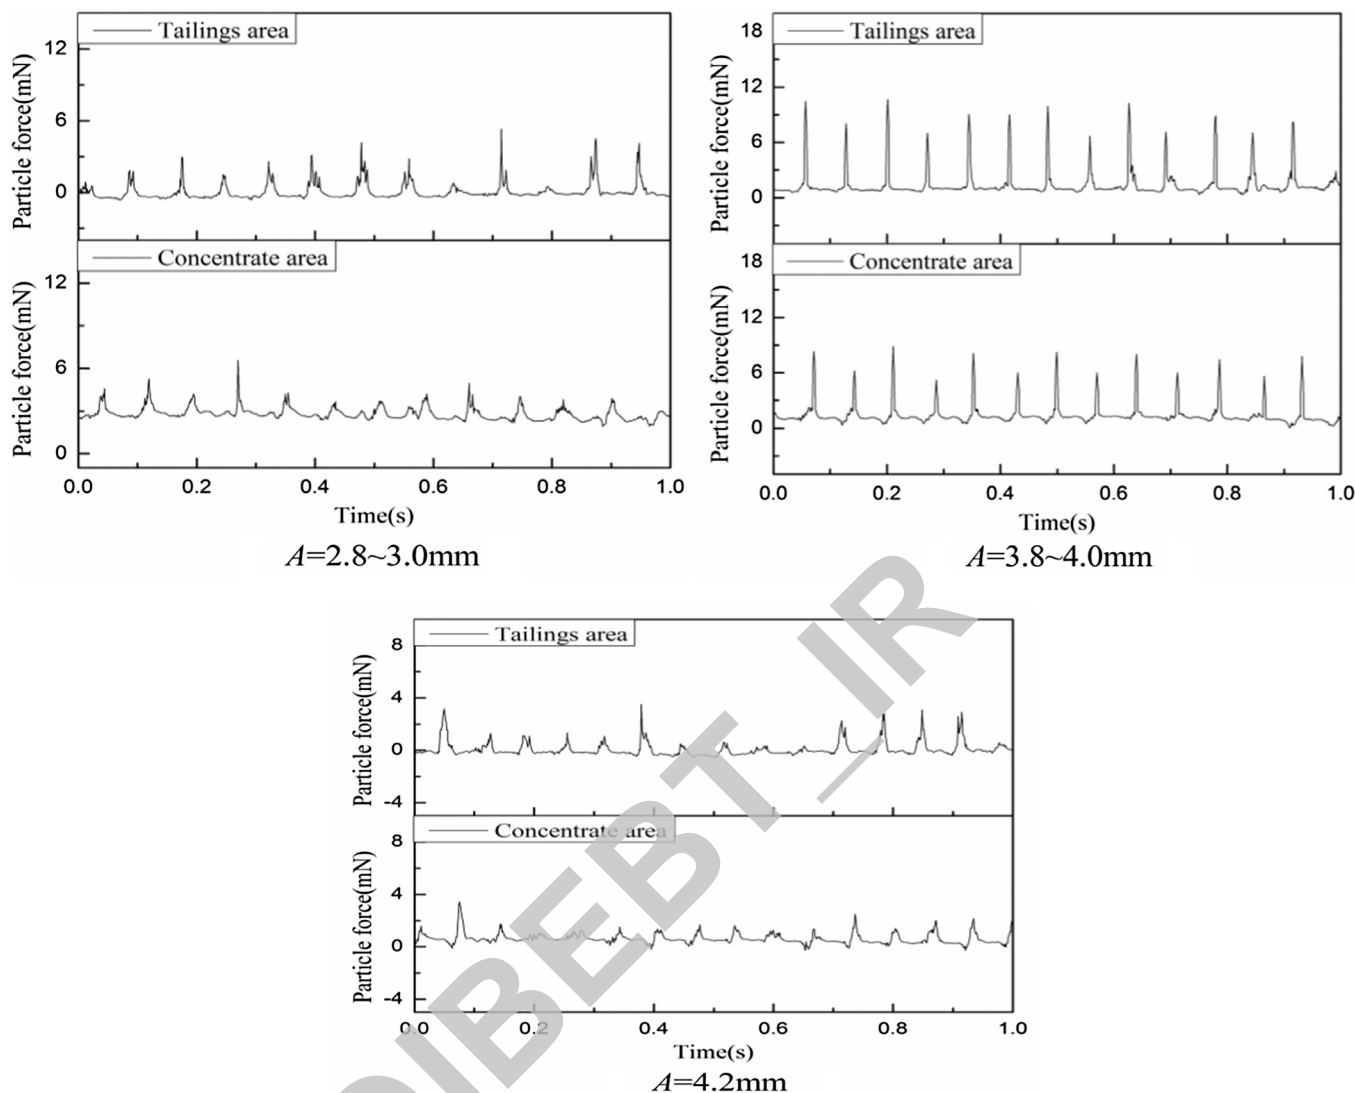 Tailings area
12
6
0
Particle force(mN)
Concentrate area
12
6
0
Particle force(mN)
0.0 0.2 0.4 0.6 0.8 1.0
Time(s)
A=2.8~3.0mm
Tailings area
18
12
6
0
Particle force(mN)
Concentrate area
18
12
6
0
Particle force(mN)
0.0 0.2 0.4 0.6 0.8 1.0
Time(s)
A=3.8~4.0mm
Tailings area
8
4
0
-4
Particle force(mN)
Concentrate area
8
4
0
-4
Particle force(mN)
0.0 0.2 0.4 0.6 0.8 1.0
Time(s)
A=4.2mm